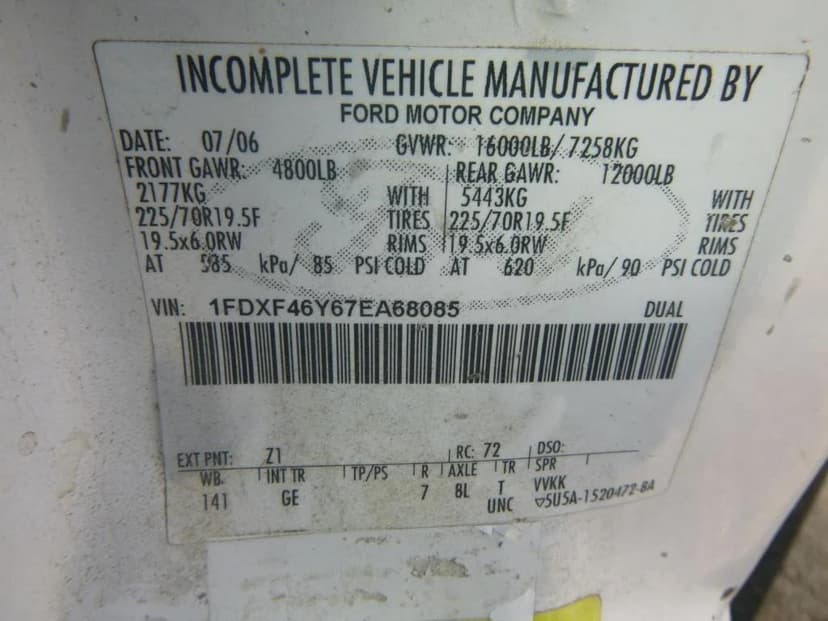 INCOMPLETE VEHICLE MANUFACTURED BY
FORD MOTOR COMPANY
DATE: 07/06 GVWR: 16000LB/ 7258KG
FRONT GAWR: 4800LB REAR GAWR: 12000LB
2177KG WITH 5443KG WITH
225/70R19.5F TIRES 225/70R19.5F TIRES
19.5x6.0RW RIMS 19.5x6.0RW RIMS
AT 585 kPa/ 85 PSI COLD AT 620 kPa/ 90 PSI COLD
VIN: 1FDXF46Y67EA68085 DUAL
EXT PNT: Z1 RC: 72 DSO:
WB INT TR TP/PS R AXLE TR SPR
141 GE 7 8L T VVKK
UNC ▽5U5A-1520472-BA